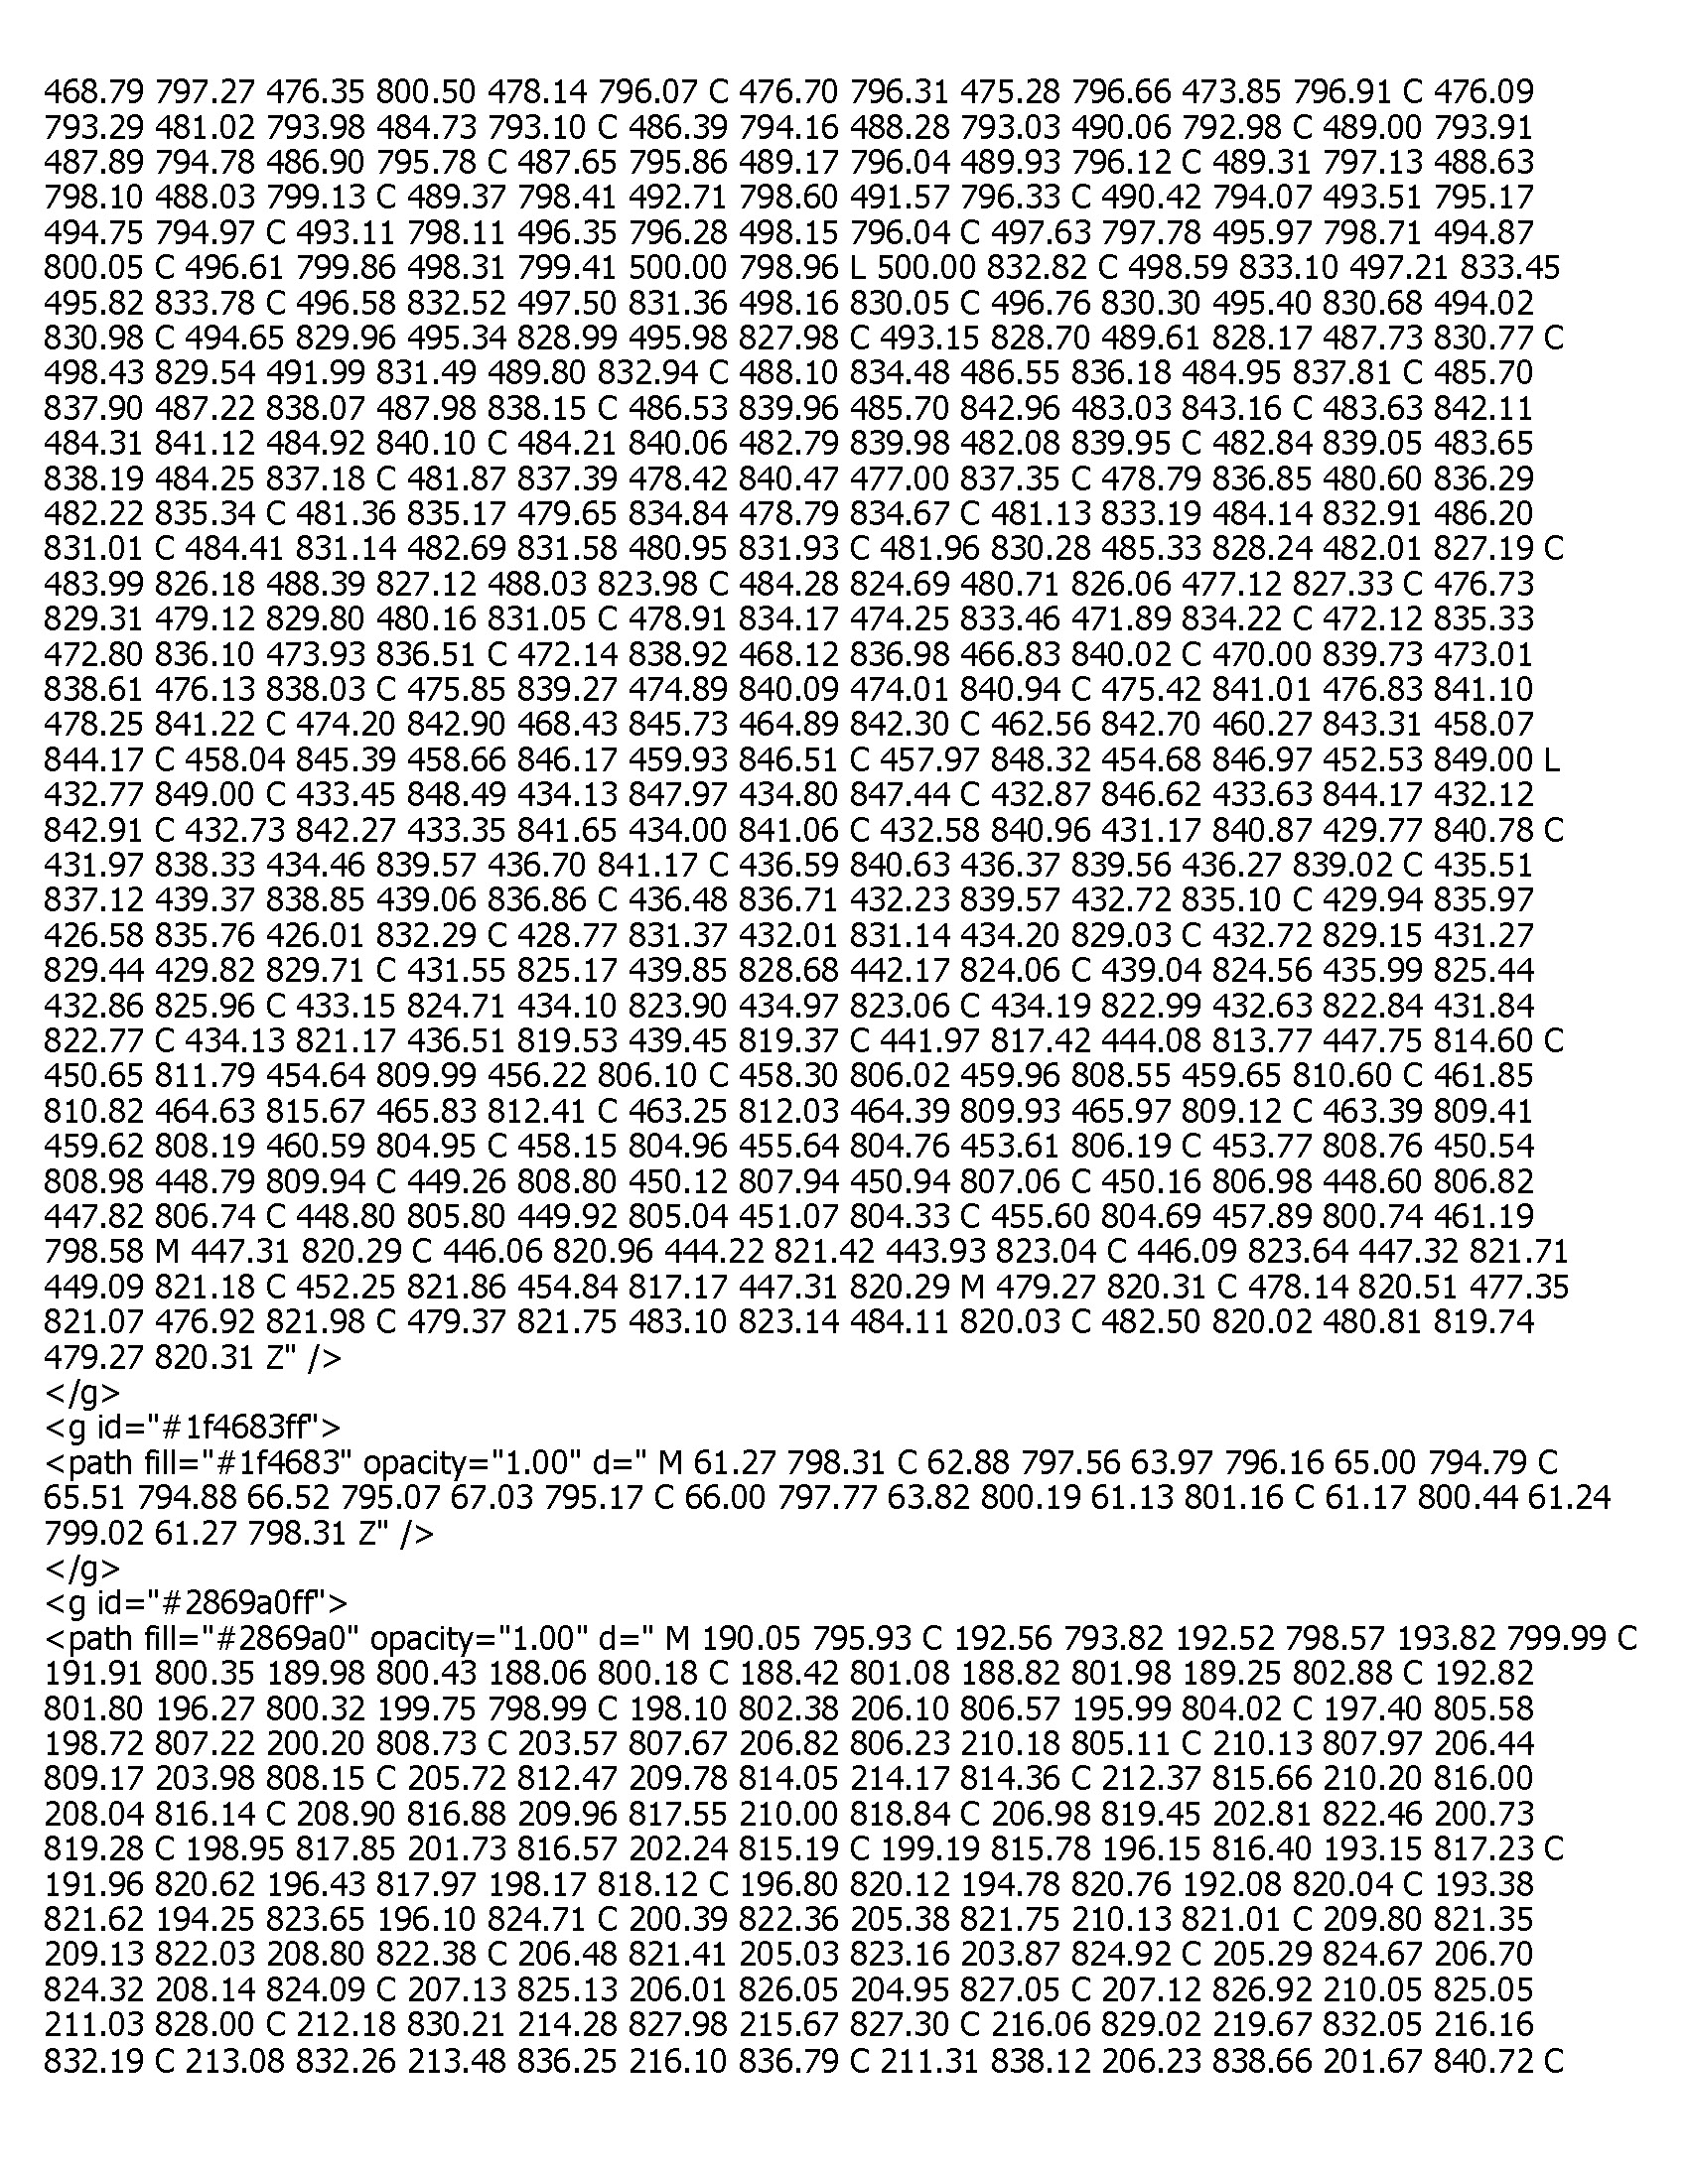 468.79 797.27 476.35 800.50 478.14 796.07 C 476.70 796.31 475.28 796.66 473.85 796.91 C 476.09
793.29 481.02 793.98 484.73 793.10 C 486.39 794.16 488.28 793.03 490.06 792.98 C 489.00 793.91
487.89 794.78 486.90 795.78 C 487.65 795.86 489.17 796.04 489.93 796.12 C 489.31 797.13 488.63
798.10 488.03 799.13 C 489.37 798.41 492.71 798.60 491.57 796.33 C 490.42 794.07 493.51 795.17
494.75 794.97 C 493.11 798.11 496.35 796.28 498.15 796.04 C 497.63 797.78 495.97 798.71 494.87
800.05 C 496.61 799.86 498.31 799.41 500.00 798.96 L 500.00 832.82 C 498.59 833.10 497.21 833.45
495.82 833.78 C 496.58 832.52 497.50 831.36 498.16 830.05 C 496.76 830.30 495.40 830.68 494.02
830.98 C 494.65 829.96 495.34 828.99 495.98 827.98 C 493.15 828.70 489.61 828.17 487.73 830.77 C
498.43 829.54 491.99 831.49 489.80 832.94 C 488.10 834.48 486.55 836.18 484.95 837.81 C 485.70
837.90 487.22 838.07 487.98 838.15 C 486.53 839.96 485.70 842.96 483.03 843.16 C 483.63 842.11
484.31 841.12 484.92 840.10 C 484.21 840.06 482.79 839.98 482.08 839.95 C 482.84 839.05 483.65
838.19 484.25 837.18 C 481.87 837.39 478.42 840.47 477.00 837.35 C 478.79 836.85 480.60 836.29
482.22 835.34 C 481.36 835.17 479.65 834.84 478.79 834.67 C 481.13 833.19 484.14 832.91 486.20
831.01 C 484.41 831.14 482.69 831.58 480.95 831.93 C 481.96 830.28 485.33 828.24 482.01 827.19 C
483.99 826.18 488.39 827.12 488.03 823.98 C 484.28 824.69 480.71 826.06 477.12 827.33 C 476.73
829.31 479.12 829.80 480.16 831.05 C 478.91 834.17 474.25 833.46 471.89 834.22 C 472.12 835.33
472.80 836.10 473.93 836.51 C 472.14 838.92 468.12 836.98 466.83 840.02 C 470.00 839.73 473.01
838.61 476.13 838.03 C 475.85 839.27 474.89 840.09 474.01 840.94 C 475.42 841.01 476.83 841.10
478.25 841.22 C 474.20 842.90 468.43 845.73 464.89 842.30 C 462.56 842.70 460.27 843.31 458.07
844.17 C 458.04 845.39 458.66 846.17 459.93 846.51 C 457.97 848.32 454.68 846.97 452.53 849.00 L
432.77 849.00 C 433.45 848.49 434.13 847.97 434.80 847.44 C 432.87 846.62 433.63 844.17 432.12
842.91 C 432.73 842.27 433.35 841.65 434.00 841.06 C 432.58 840.96 431.17 840.87 429.77 840.78 C
431.97 838.33 434.46 839.57 436.70 841.17 C 436.59 840.63 436.37 839.56 436.27 839.02 C 435.51
837.12 439.37 838.85 439.06 836.86 C 436.48 836.71 432.23 839.57 432.72 835.10 C 429.94 835.97
426.58 835.76 426.01 832.29 C 428.77 831.37 432.01 831.14 434.20 829.03 C 432.72 829.15 431.27
829.44 429.82 829.71 C 431.55 825.17 439.85 828.68 442.17 824.06 C 439.04 824.56 435.99 825.44
432.86 825.96 C 433.15 824.71 434.10 823.90 434.97 823.06 C 434.19 822.99 432.63 822.84 431.84
822.77 C 434.13 821.17 436.51 819.53 439.45 819.37 C 441.97 817.42 444.08 813.77 447.75 814.60 C
450.65 811.79 454.64 809.99 456.22 806.10 C 458.30 806.02 459.96 808.55 459.65 810.60 C 461.85
810.82 464.63 815.67 465.83 812.41 C 463.25 812.03 464.39 809.93 465.97 809.12 C 463.39 809.41
459.62 808.19 460.59 804.95 C 458.15 804.96 455.64 804.76 453.61 806.19 C 453.77 808.76 450.54
808.98 448.79 809.94 C 449.26 808.80 450.12 807.94 450.94 807.06 C 450.16 806.98 448.60 806.82
447.82 806.74 C 448.80 805.80 449.92 805.04 451.07 804.33 C 455.60 804.69 457.89 800.74 461.19
798.58 M 447.31 820.29 C 446.06 820.96 444.22 821.42 443.93 823.04 C 446.09 823.64 447.32 821.71
449.09 821.18 C 452.25 821.86 454.84 817.17 447.31 820.29 M 479.27 820.31 C 478.14 820.51 477.35
821.07 476.92 821.98 C 479.37 821.75 483.10 823.14 484.11 820.03 C 482.50 820.02 480.81 819.74
479.27 820.31 Z" />
</g>
<g id="#1f4683ff">
<path fill="#1f4683" opacity="1.00" d=" M 61.27 798.31 C 62.88 797.56 63.97 796.16 65.00 794.79 C
65.51 794.88 66.52 795.07 67.03 795.17 C 66.00 797.77 63.82 800.19 61.13 801.16 C 61.17 800.44 61.24
799.02 61.27 798.31 Z" />
</g>
<g id="#2869a0ff">
<path fill="#2869a0" opacity="1.00" d=" M 190.05 795.93 C 192.56 793.82 192.52 798.57 193.82 799.99 C
191.91 800.35 189.98 800.43 188.06 800.18 C 188.42 801.08 188.82 801.98 189.25 802.88 C 192.82
801.80 196.27 800.32 199.75 798.99 C 198.10 802.38 206.10 806.57 195.99 804.02 C 197.40 805.58
198.72 807.22 200.20 808.73 C 203.57 807.67 206.82 806.23 210.18 805.11 C 210.13 807.97 206.44
809.17 203.98 808.15 C 205.72 812.47 209.78 814.05 214.17 814.36 C 212.37 815.66 210.20 816.00
208.04 816.14 C 208.90 816.88 209.96 817.55 210.00 818.84 C 206.98 819.45 202.81 822.46 200.73
819.28 C 198.95 817.85 201.73 816.57 202.24 815.19 C 199.19 815.78 196.15 816.40 193.15 817.23 C
191.96 820.62 196.43 817.97 198.17 818.12 C 196.80 820.12 194.78 820.76 192.08 820.04 C 193.38
821.62 194.25 823.65 196.10 824.71 C 200.39 822.36 205.38 821.75 210.13 821.01 C 209.80 821.35
209.13 822.03 208.80 822.38 C 206.48 821.41 205.03 823.16 203.87 824.92 C 205.29 824.67 206.70
824.32 208.14 824.09 C 207.13 825.13 206.01 826.05 204.95 827.05 C 207.12 826.92 210.05 825.05
211.03 828.00 C 212.18 830.21 214.28 827.98 215.67 827.30 C 216.06 829.02 219.67 832.05 216.16
832.19 C 213.08 832.26 213.48 836.25 216.10 836.79 C 211.31 838.12 206.23 838.66 201.67 840.72 C